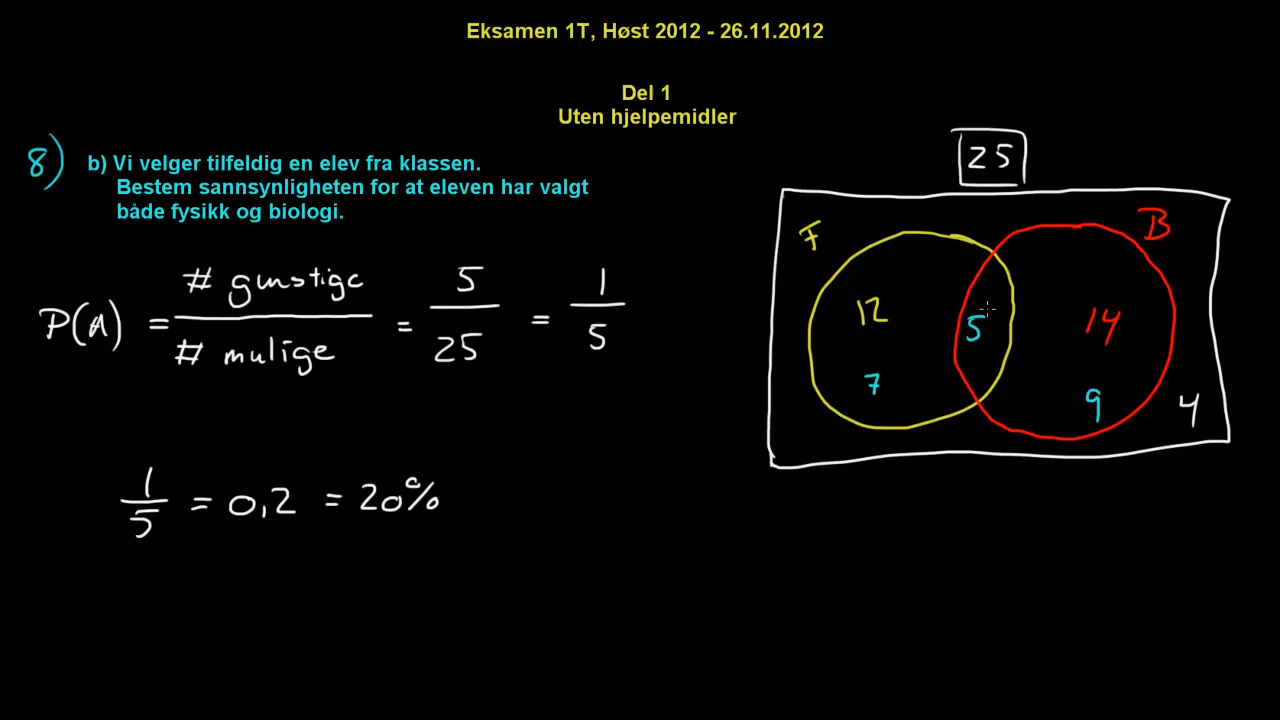 Eksamen 1T, Høst 2012 - 26.11.2012
Del 1
Uten hjelpemidler
8)
b) Vi velger tilfeldig en elev fra klassen.
Bestem sannsynligheten for at eleven har valgt
både fysikk og biologi.
P(A) = # gunstige / # mulige = 5/25 = 1/5
1/5 = 0,2 = 20%
25
F
B
12
5
14
7
9
4